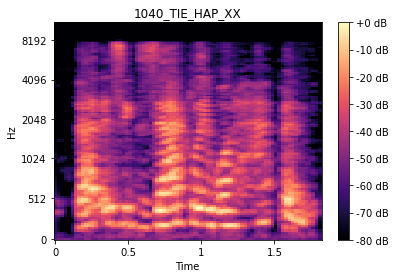 1040_TIE_HAP_XX
+0 dB
8192
-10 dB
-20 dB
4096
-30 dB
2048
-40 dB
Hz
1024
-50 dB
512
-60 dB
-70 dB
0
-80 dB
0 0.5 1 1.5
Time